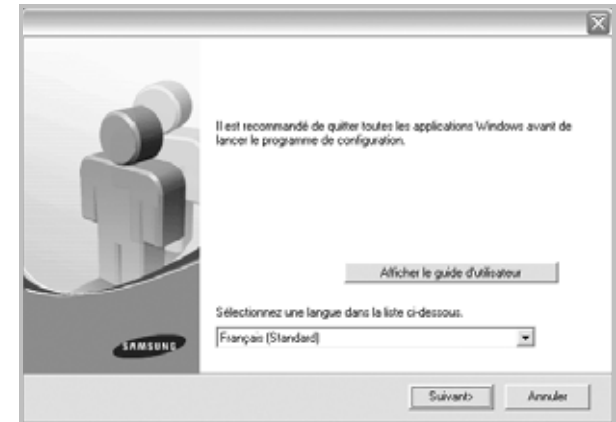 Il est recommandé de quitter toutes les applications Windows avant de
lancer le programme de configuration.
Afficher le guide d'utilisateur
Sélectionnez une langue dans la liste ci-dessous.
Français (Standard)
SAMSUNG
Suivant>
Annuler